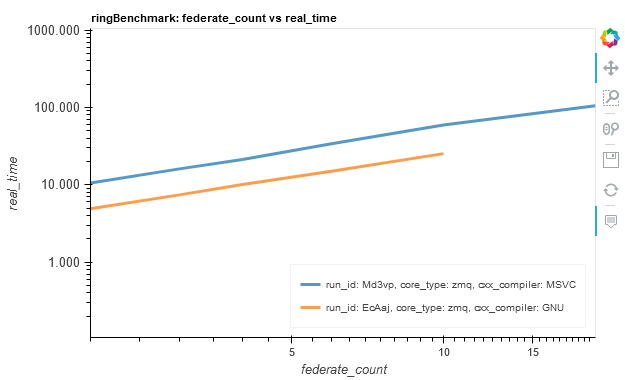 ringBenchmark: federate_count vs real_time
1000.000
100.000
10.000
1.000
real_time
run_id: Md3vp, core_type: zmq, cxx_compiler: MSVC
run_id: EcAaj, core_type: zmq, cxx_compiler: GNU
5
10
15
federate_count